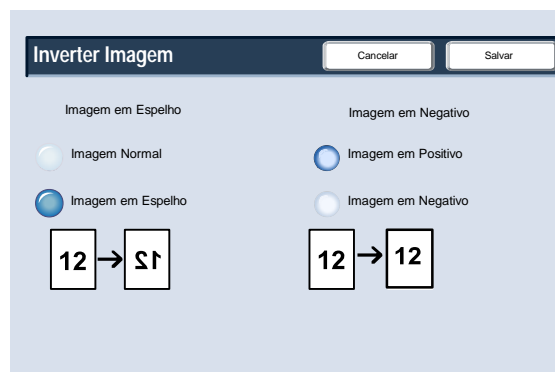 Inverter Imagem
Cancelar
Salvar
Imagem em Espelho
Imagem Normal
Imagem em Espelho
12 → 12
Imagem em Negativo
Imagem em Positivo
Imagem em Negativo
12 → 12